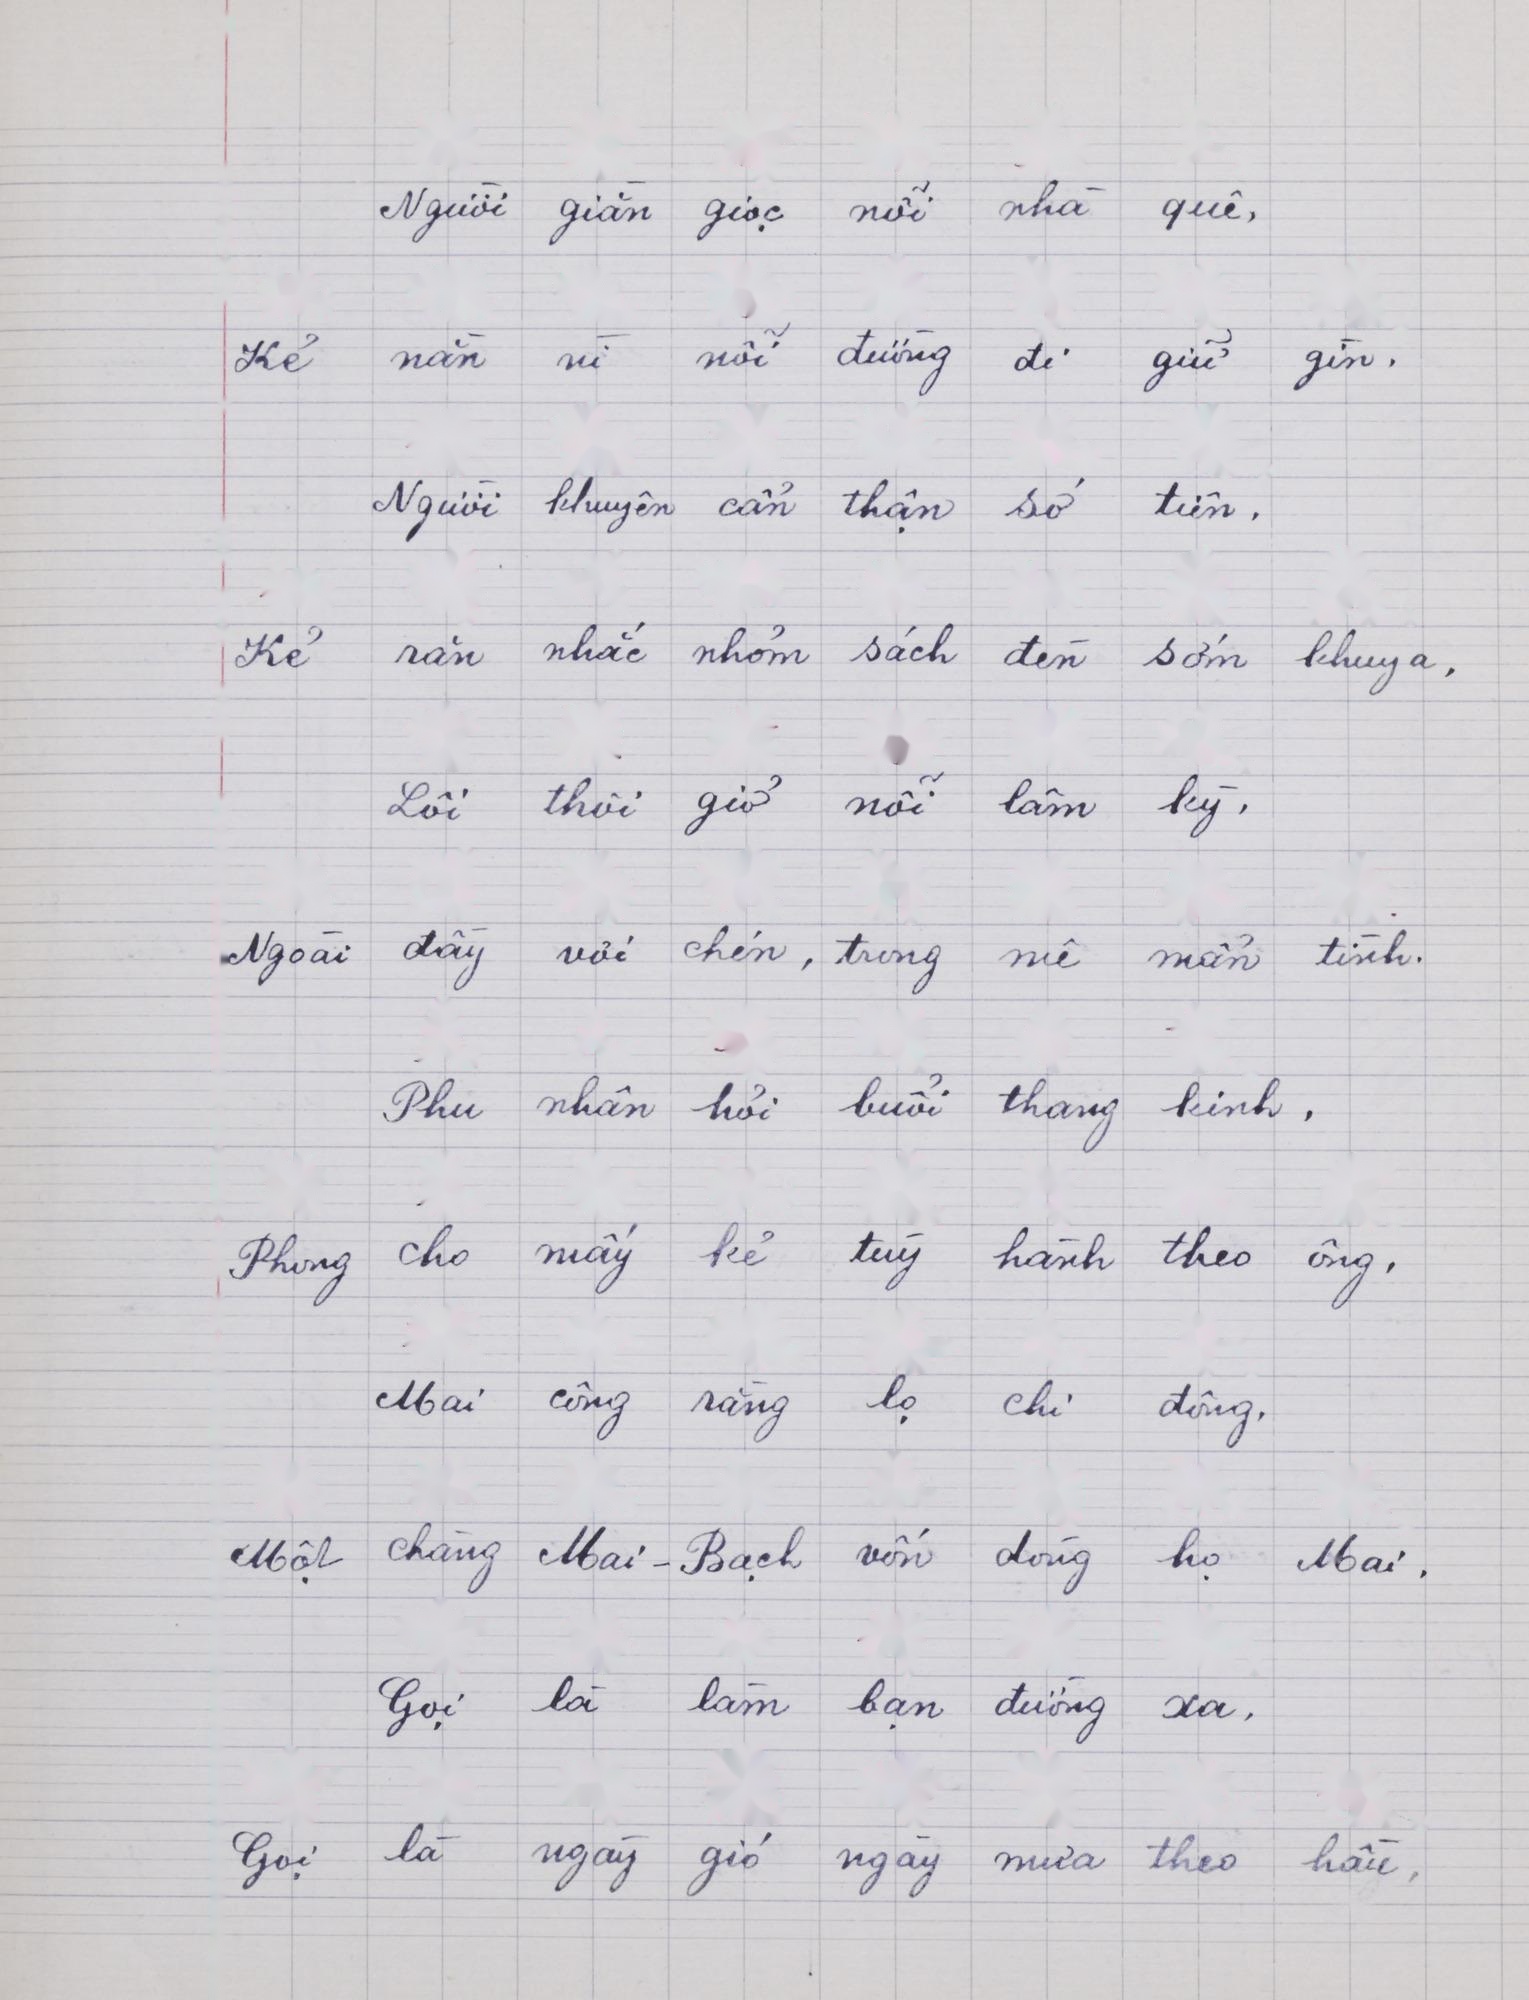 Người giằn giọc nỗi nhà quê,
Kẻ nằn nì nỗi đường đi giữ gìn.
Người khuyên cẩn thận sổ tiền,
Kẻ răn nhắc nhỏm sách đèn sớm khuya,
Lôi thôi giở nỗi lâm kỳ,
Ngoài đầy vơi chén, trong mê mẩn tình.
Phu nhân hỏi buổi thang kinh,
Phong cho mấy kẻ tuỳ hành theo ông,
Mai công rằng lọ chi đông,
Một chàng Mai-Bạch vốn dòng họ Mai,
Gọi là làm bạn đường xa,
Gọi là ngày gió ngày mưa theo hầu,